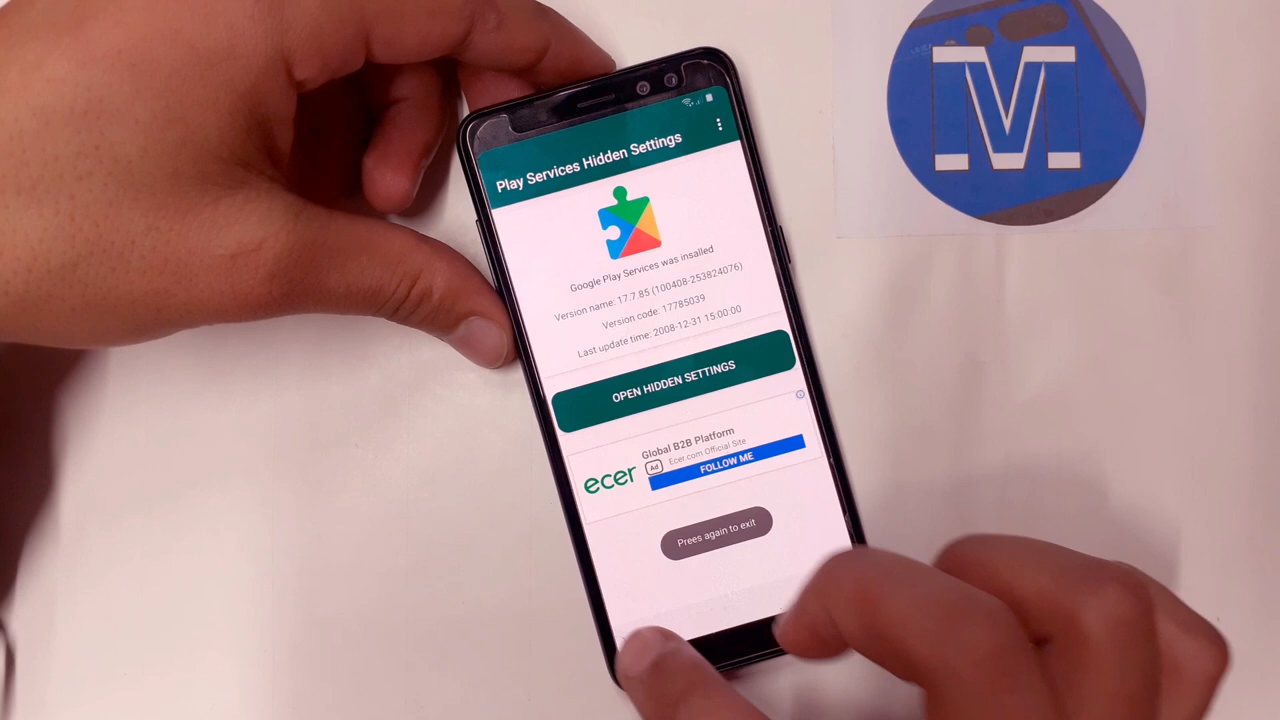 M
Play Services Hidden Settings
Google Play Services was insalled
Version name: 17.7.85 (100408-253824076)
Version code: 17785039
Last update time: 2008-12-31 15:00:00
OPEN HIDDEN SETTINGS
Global B2B Platform
Ad Ecer.com Official Site
ecer
FOLLOW ME
Prees again to exit